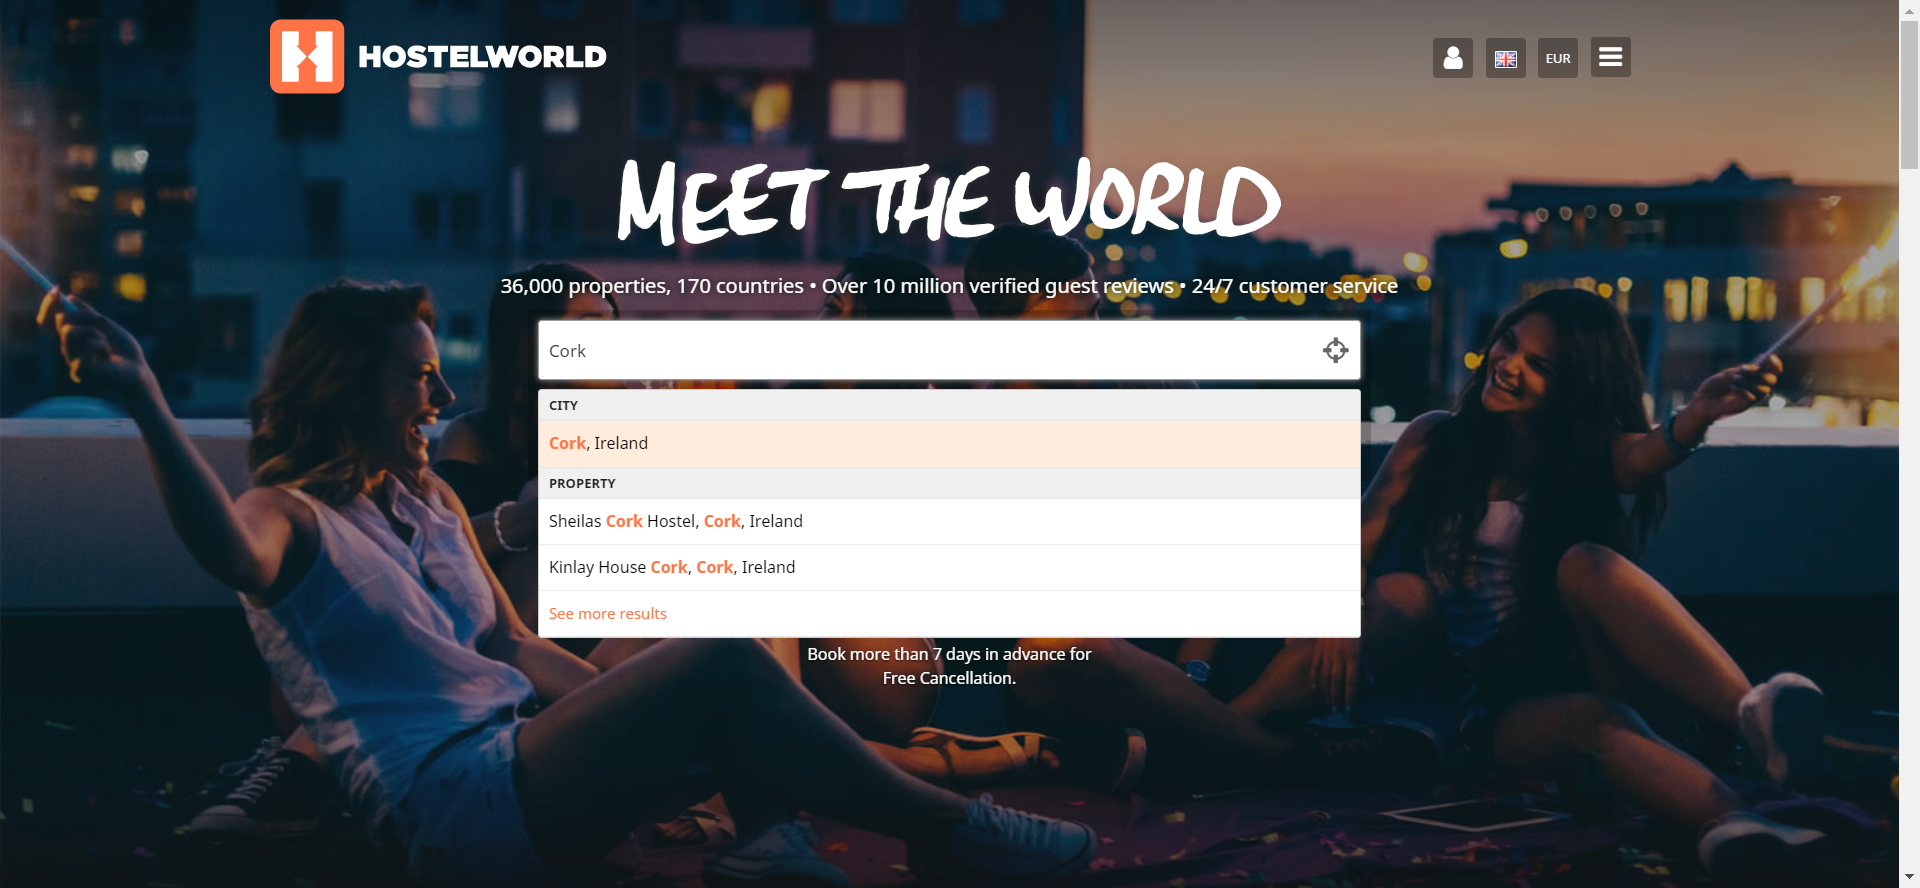 HOSTELWORLD
EUR
MEET THE WORLD
36,000 properties, 170 countries • Over 10 million verified guest reviews • 24/7 customer service
Cork
CITY
Cork, Ireland
PROPERTY
Sheilas Cork Hostel, Cork, Ireland
Kinlay House Cork, Cork, Ireland
See more results
Book more than 7 days in advance for
Free Cancellation.